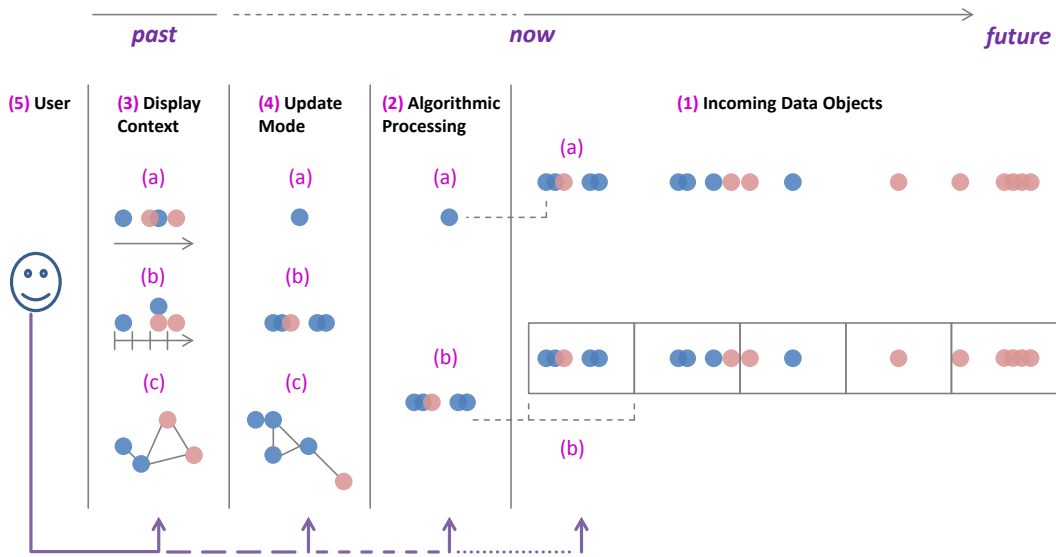 past
now
future
(5) User
(3) Display
Context
(4) Update
Mode
(2) Algorithmic
Processing
(1) Incoming Data Objects
(a)
(a)
(a)
(a)
(b)
(b)
(b)
(c)
(c)
(b)